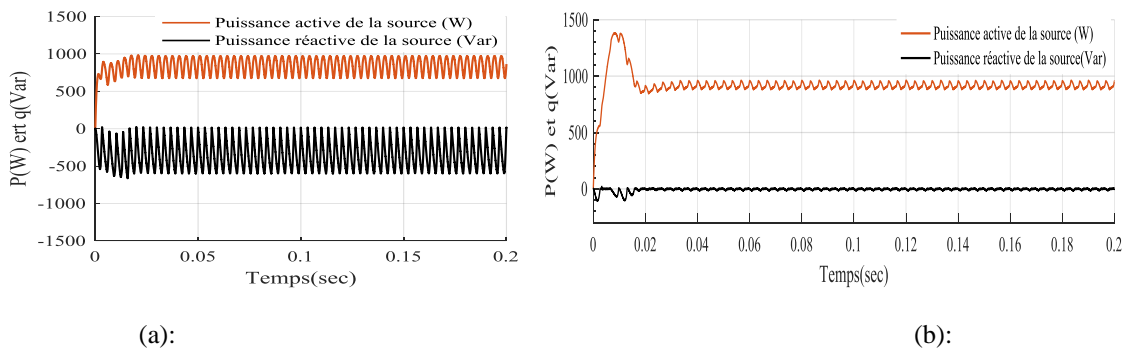 1500
1000
500
0
-500
-1000
-1500
P(W) ert q(Var)
Puissance active de la source (W)
Puissance réactive de la source (Var)
0
0.05
0.1
0.15
0.2
Temps(sec)
(a):
1500
1000
500
0
P(W) et q(Var)
Puissance active de la source (W)
Puissance réactive de la source(Var)
0
0.02
0.04
0.06
0.08
0.1
0.12
0.14
0.16
0.18
0.2
Temps(sec)
(b):